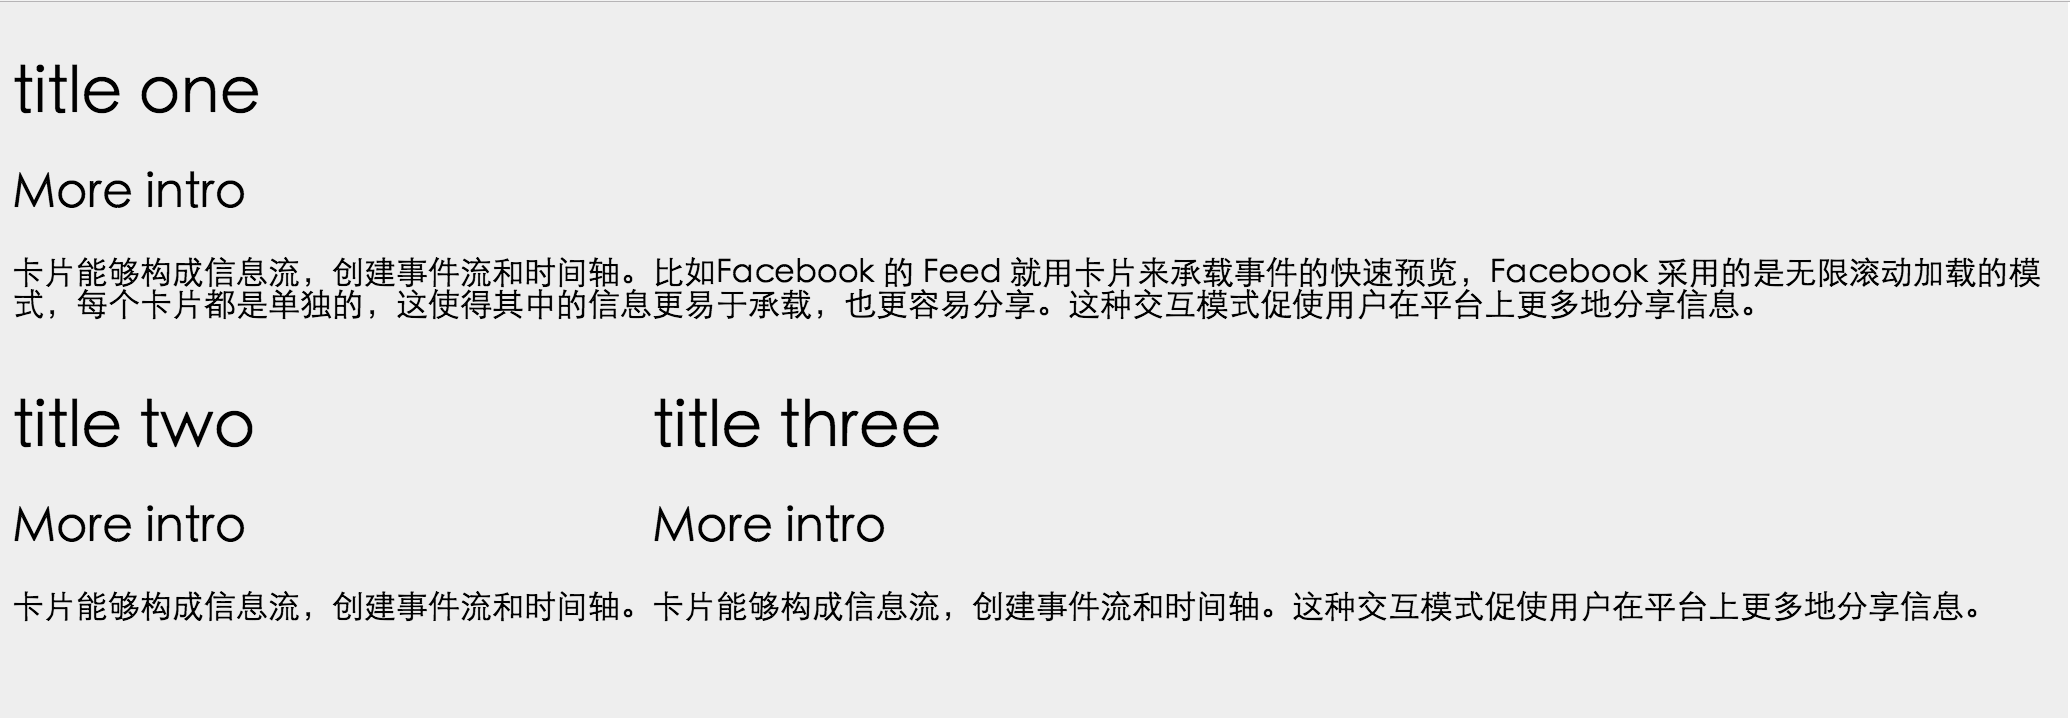 title one
More intro
卡片能够构成信息流，创建事件流和时间轴。比如Facebook 的 Feed 就用卡片来承载事件的快速预览，Facebook 采用的是无限滚动加载的模
式，每个卡片都是单独的，这使得其中的信息更易于承载，也更容易分享。这种交互模式促使用户在平台上更多地分享信息。
title two
More intro
卡片能够构成信息流，创建事件流和时间轴。
title three
More intro
卡片能够构成信息流，创建事件流和时间轴。这种交互模式促使用户在平台上更多地分享信息。